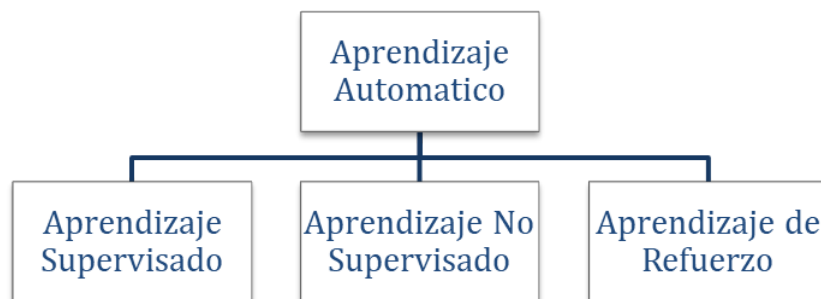 Aprendizaje
Automatico
Aprendizaje
Supervisado
Aprendizaje No
Supervisado
Aprendizaje de
Refuerzo